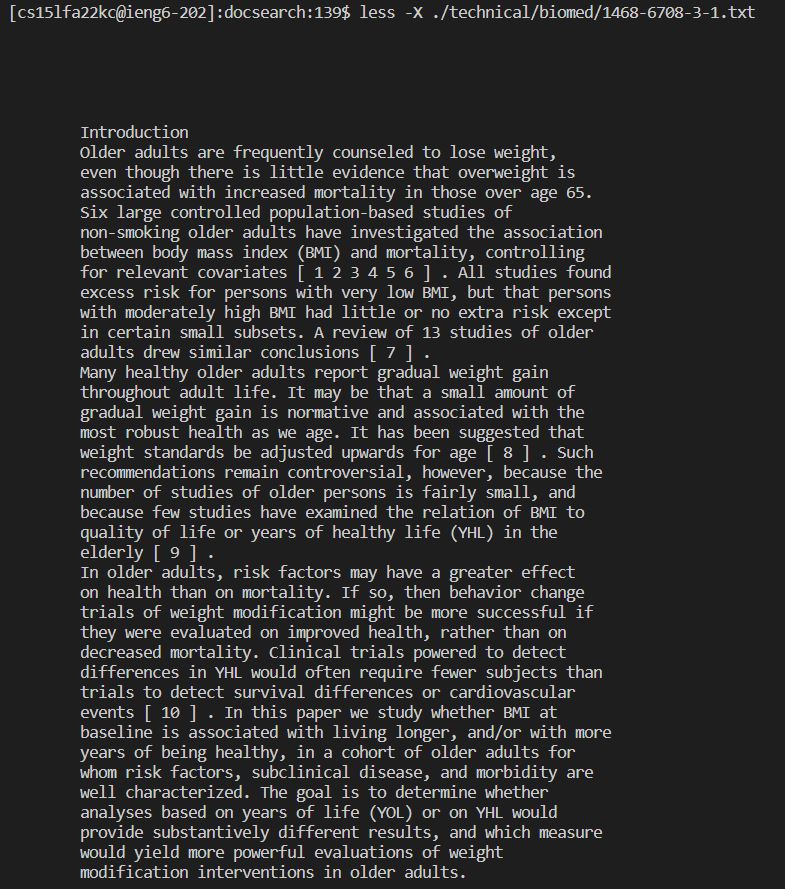 [cs15lfa22kc@ieng6-202]:docsearch:139$ less -X ./technical/biomed/1468-6708-3-1.txt
Introduction
Older adults are frequently counseled to lose weight,
even though there is little evidence that overweight is
associated with increased mortality in those over age 65.
Six large controlled population-based studies of
non-smoking older adults have investigated the association
between body mass index (BMI) and mortality, controlling
for relevant covariates [ 1 2 3 4 5 6 ] . All studies found
excess risk for persons with very low BMI, but that persons
with moderately high BMI had little or no extra risk except
in certain small subsets. A review of 13 studies of older
adults drew similar conclusions [ 7 ] .
Many healthy older adults report gradual weight gain
throughout adult life. It may be that a small amount of
gradual weight gain is normative and associated with the
most robust health as we age. It has been suggested that
weight standards be adjusted upwards for age [ 8 ] . Such
recommendations remain controversial, however, because the
number of studies of older persons is fairly small, and
because few studies have examined the relation of BMI to
quality of life or years of healthy life (YHL) in the
elderly [ 9 ] .
In older adults, risk factors may have a greater effect
on health than on mortality. If so, then behavior change
trials of weight modification might be more successful if
they were evaluated on improved health, rather than on
decreased mortality. Clinical trials powered to detect
differences in YHL would often require fewer subjects than
trials to detect survival differences or cardiovascular
events [ 10 ] . In this paper we study whether BMI at
baseline is associated with living longer, and/or with more
years of being healthy, in a cohort of older adults for
whom risk factors, subclinical disease, and morbidity are
well characterized. The goal is to determine whether
analyses based on years of life (YOL) or on YHL would
provide substantively different results, and which measure
would yield more powerful evaluations of weight
modification interventions in older adults.